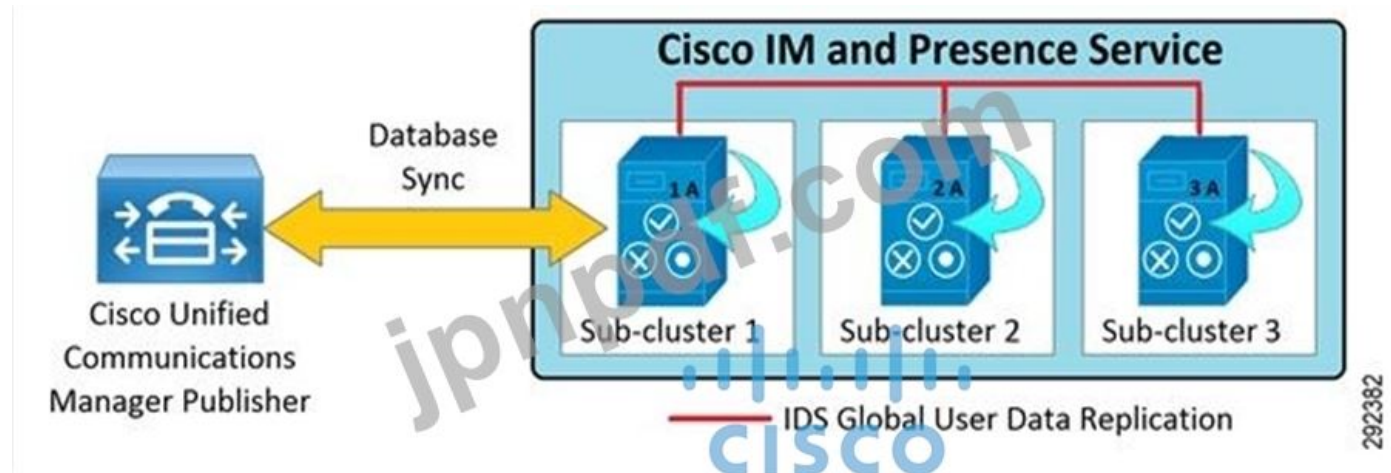 Cisco IM and Presence Service
Database
Sync
1 A
2 A
3 A
Sub-cluster 1
Sub-cluster 2
Sub-cluster 3
Cisco Unified
Communications
Manager Publisher
IDS Global User Data Replication
292382
jpnpdf.com
CISCO